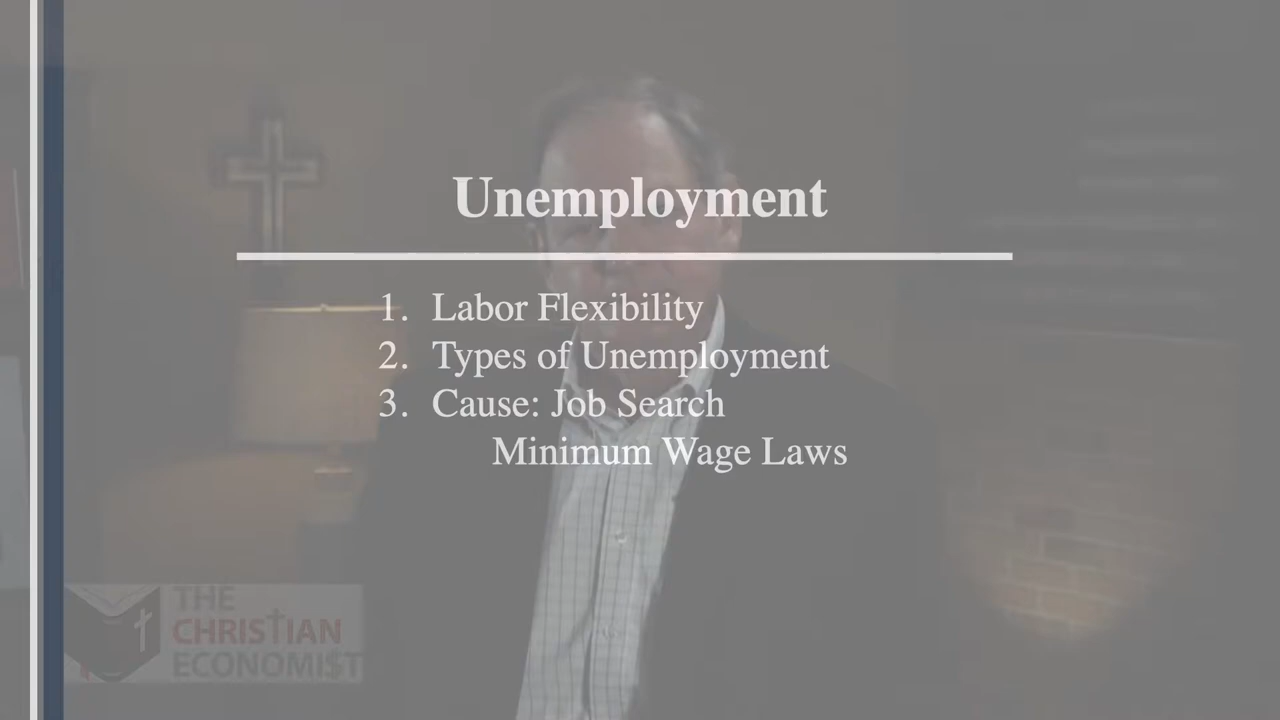 Unemployment
1. Labor Flexibility
2. Types of Unemployment
3. Cause: Job Search
Minimum Wage Laws
THE
CHRISTIAN
ECONOMIST